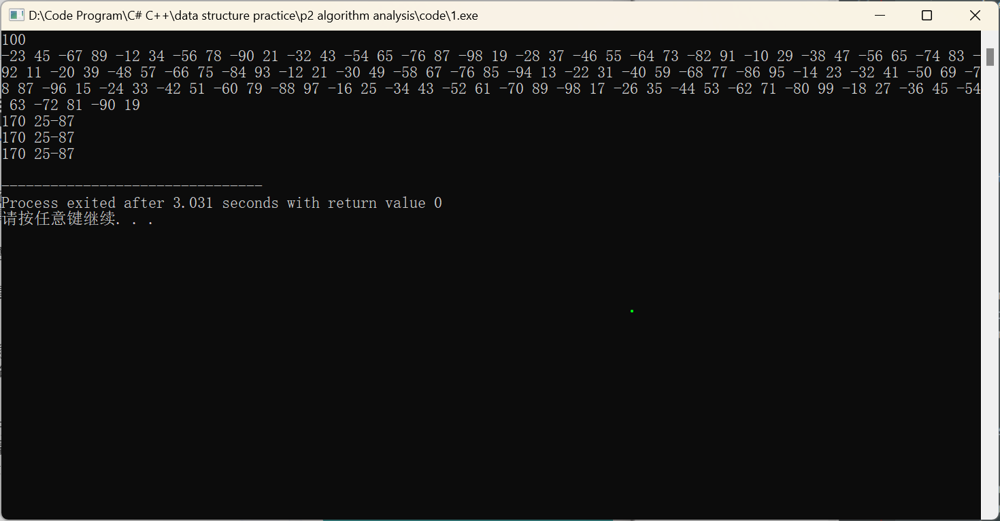 D:\Code Program\C# C++\data structure practice\p2 algorithm analysis\code\1.exe
100
-23 45 -67 89 -12 34 -56 78 -90 21 -32 43 -54 65 -76 87 -98 19 -28 37 -46 55 -64 73 -82 91 -10 29 -38 47 -56 65 -74 83 -
92 11 -20 39 -48 57 -66 75 -84 93 -12 21 -30 49 -58 67 -76 85 -94 13 -22 31 -40 59 -68 77 -86 95 -14 23 -32 41 -50 69 -7
8 87 -96 15 -24 33 -42 51 -60 79 -88 97 -16 25 -34 43 -52 61 -70 89 -98 17 -26 35 -44 53 -62 71 -80 99 -18 27 -36 45 -54
 63 -72 81 -90 19
170 25-87
170 25-87
170 25-87
--------------------------------
Process exited after 3.031 seconds with return value 0
请按任意键继续. . .